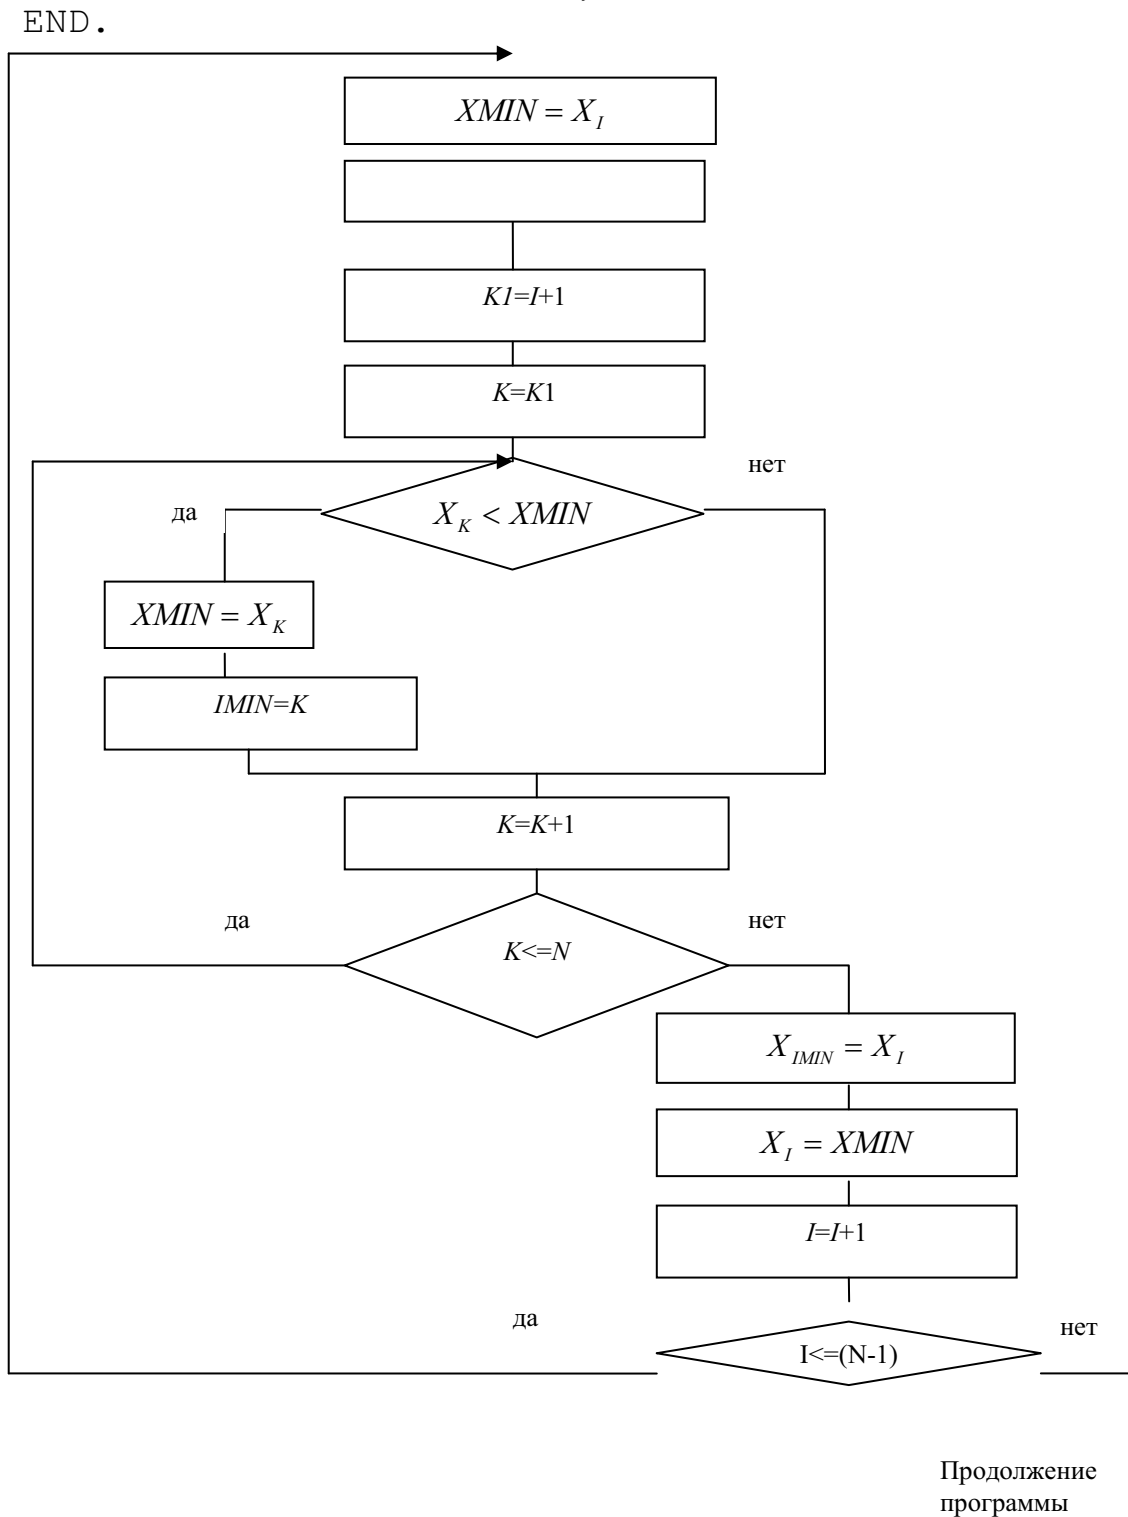 END.
XMIN = X_I
K1=I+1
K=K1
нет
да
X_K < XMIN
XMIN = X_K
IMIN=K
K=K+1
да
нет
K<=N
X_IMIN = X_I
X_I = XMIN
I=I+1
да
нет
I<=(N-1)
Продолжение
программы